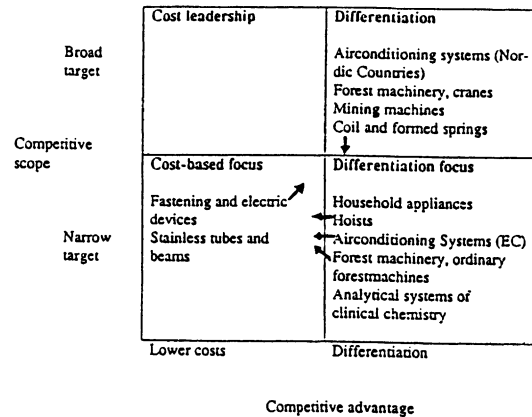 Cost leadership
Differentiation
Broad
target
Airconditioning systems (Nor-
dic Countries)
Forest machinery, cranes
Mining machines
Coil and formed springs
Competitive
scope
Cost-based focus
Differentiation focus
Narrow
target
Fastening and electric
devices
Stainless tubes and
beams
Household appliances
Hoists
Airconditioning Systems (EC)
Forest machinery, ordinary
forestmachines
Analytical systems of
clinical chemistry
Lower costs
Differentiation
Competitive advantage